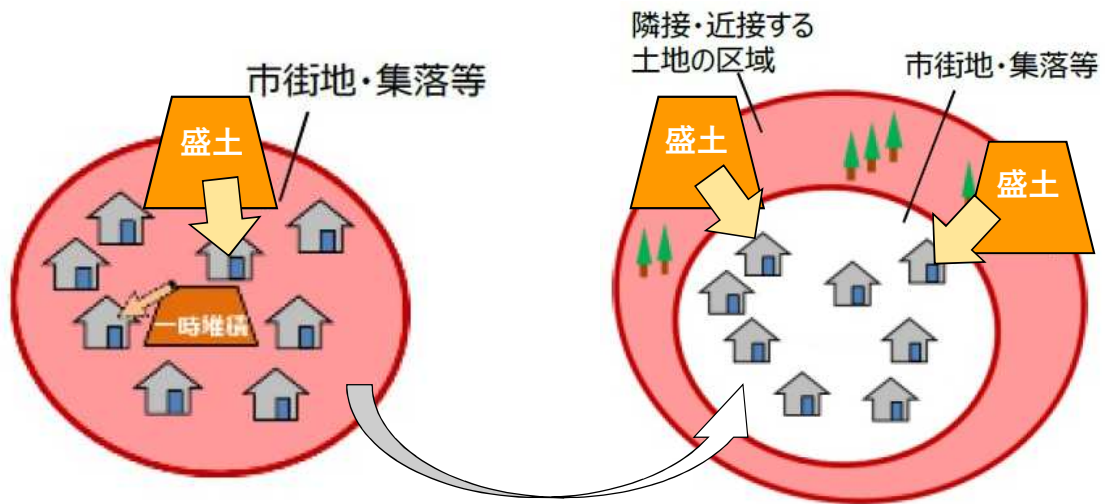 市街地・集落等
盛土
一時堆積
隣接・近接する
土地の区域
市街地・集落等
盛土
盛土